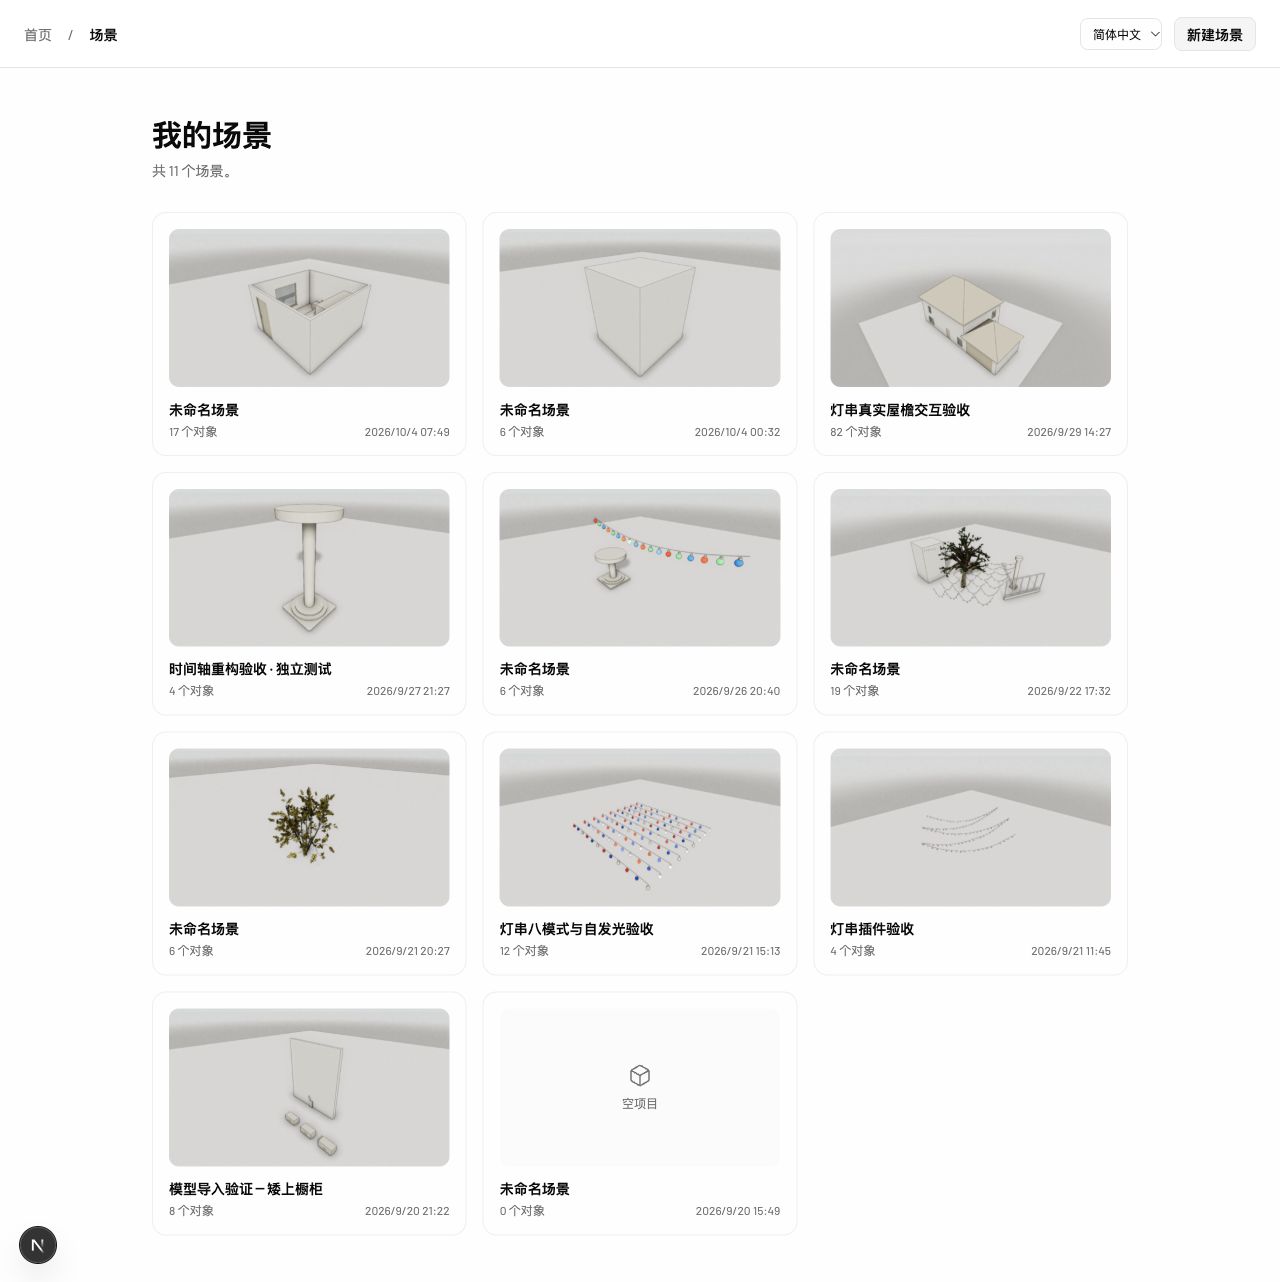 首页 / 场景
简体中文
新建场景
我的场景
共 11 个场景。
未命名场景
17 个对象 2026/10/4 07:49
未命名场景
6 个对象 2026/10/4 00:32
灯串真实屋檐交互验收
82 个对象 2026/9/29 14:27
时间轴重构验收 · 独立测试
4 个对象 2026/9/27 21:27
未命名场景
6 个对象 2026/9/26 20:40
未命名场景
19 个对象 2026/9/22 17:32
未命名场景
6 个对象 2026/9/21 20:27
灯串八模式与自发光验收
12 个对象 2026/9/21 15:13
灯串插件验收
4 个对象 2026/9/21 11:45
模型导入验证－矮上橱柜
8 个对象 2026/9/20 21:22
空项目
未命名场景
0 个对象 2026/9/20 15:49
N